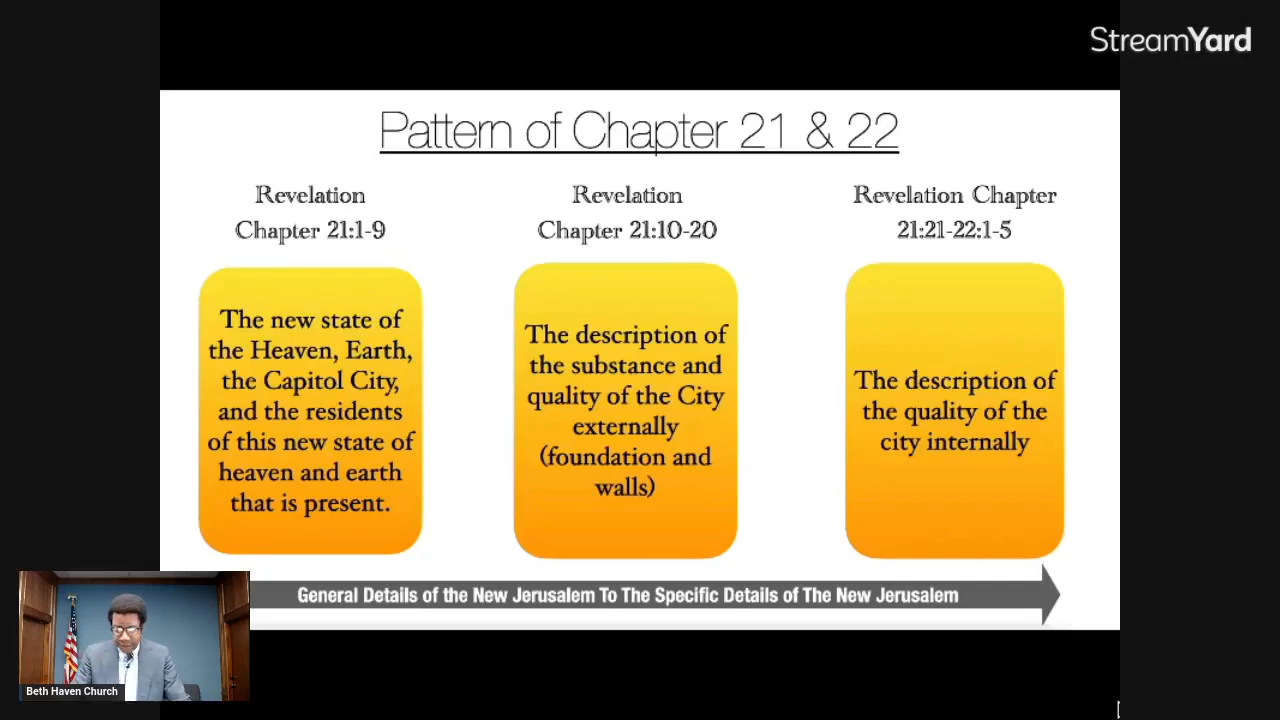 StreamYard
Pattern of Chapter 21 & 22
Revelation
Chapter 21:1-9
Revelation
Chapter 21:10-20
Revelation Chapter
21:21-22:1-5
The new state of
the Heaven, Earth,
the Capitol City,
and the residents
of this new state of
heaven and earth
that is present.
The description of
the substance and
quality of the City
externally
(foundation and
walls)
The description of
the quality of the
city internally
General Details of the New Jerusalem To The Specific Details of The New Jerusalem
Beth Haven Church